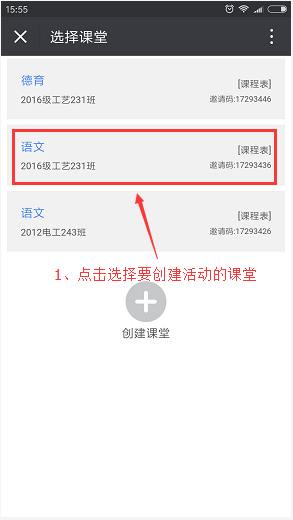 15:55
选择课堂
德育
[课程表]
2016级工艺231班
邀请码:17293446
语文
[课程表]
2016级工艺231班
邀请码:17293436
语文
[课程表]
2012电工243班
邀请码:17293426
1、点击选择要创建活动的课堂
创建课堂